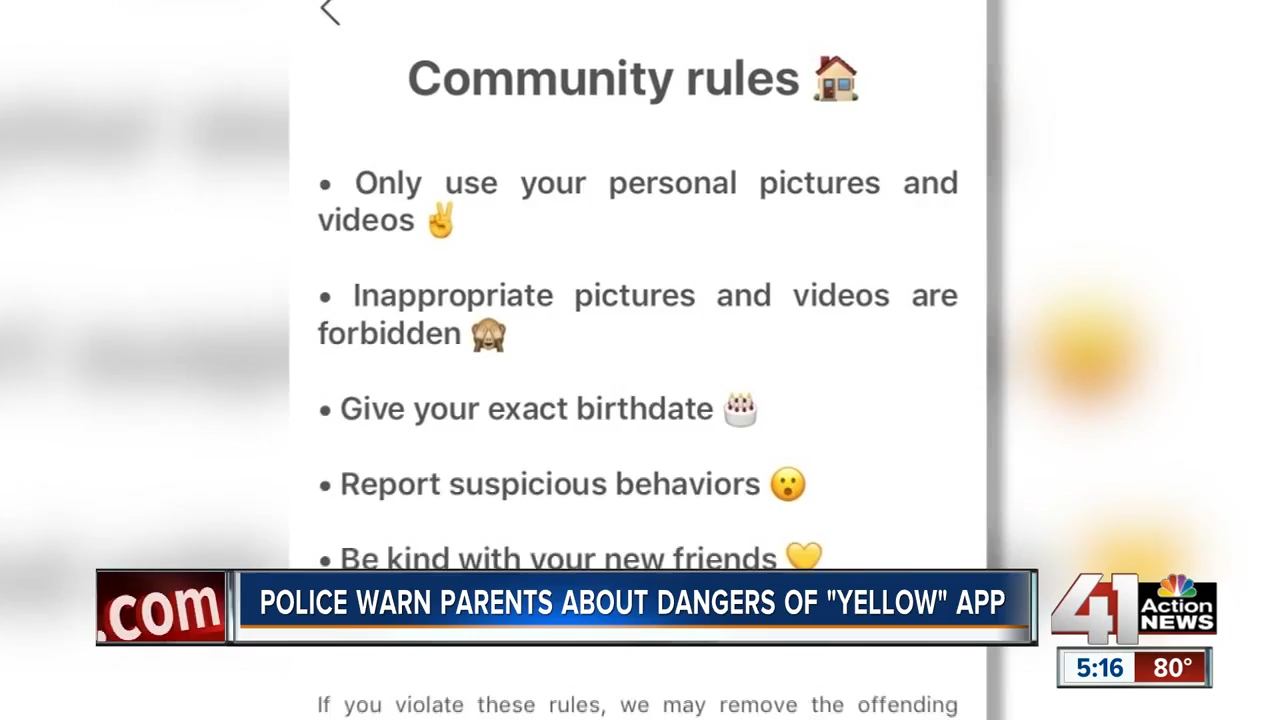 Community rules 🏠
• Only use your personal pictures and
videos ✌️
• Inappropriate pictures and videos are
forbidden 🙈
• Give your exact birthdate 🎂
• Report suspicious behaviors 😮
• Be kind with your new friends 💛
.com
POLICE WARN PARENTS ABOUT DANGERS OF "YELLOW" APP
41
Action
NEWS
5:16 80°
If you violate these rules, we may remove the offending